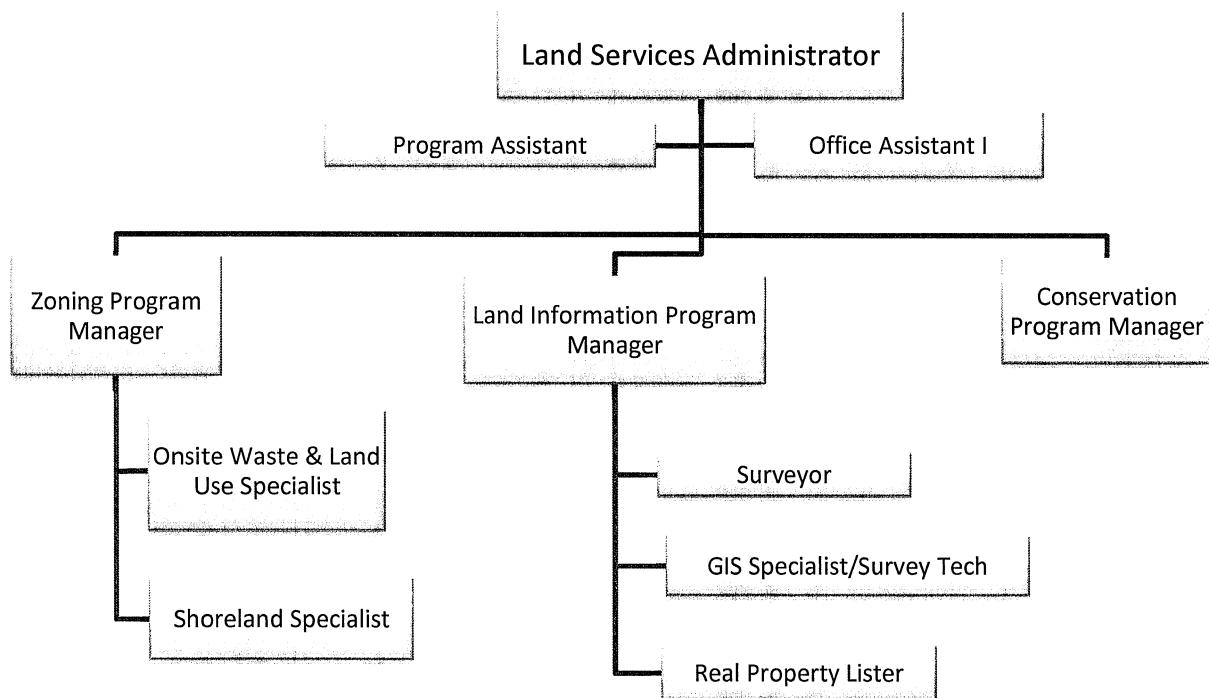 Land Services Administrator
Program Assistant
Office Assistant I
Zoning Program
Manager
Land Information Program
Manager
Conservation
Program Manager
Onsite Waste & Land
Use Specialist
Surveyor
GIS Specialist/Survey Tech
Shoreland Specialist
Real Property Lister